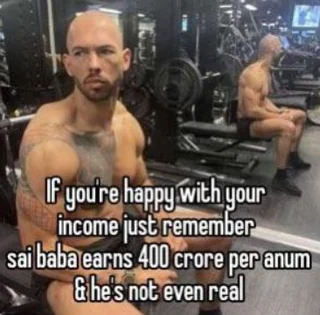 If you're happy with your
income just remember
sai baba earns 400 crore per anum
& he's not even real